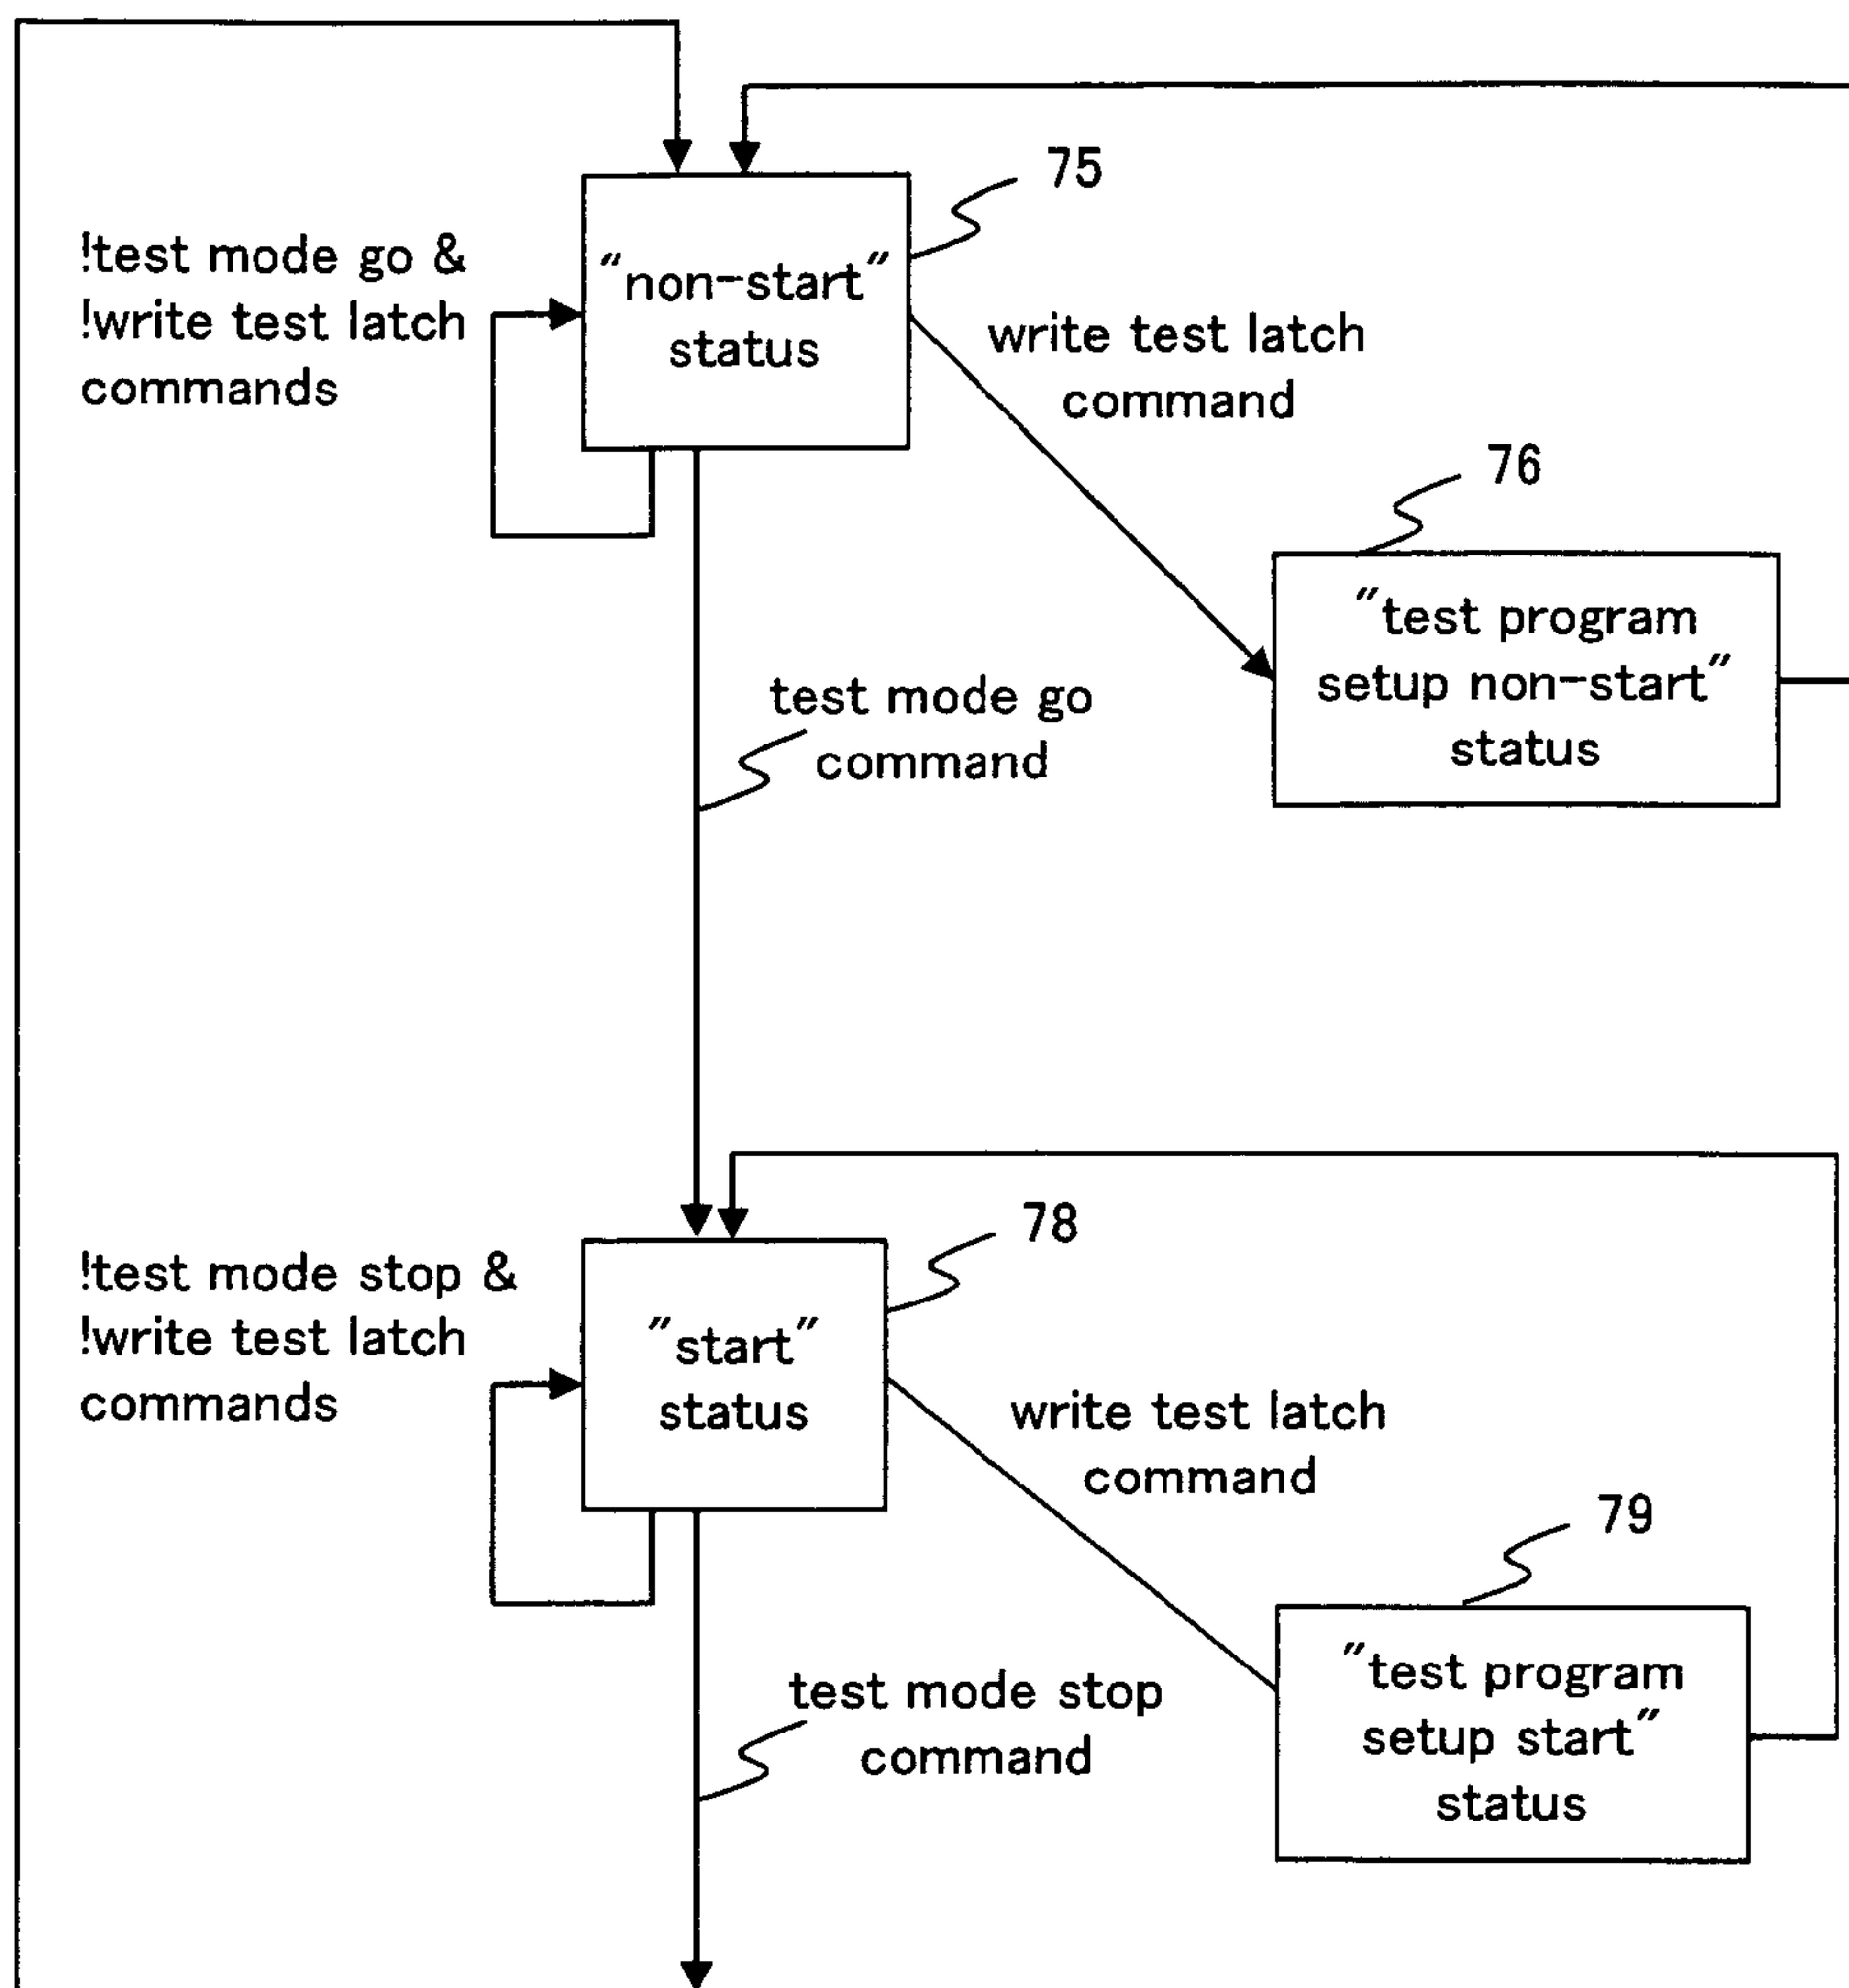 75
!test mode go &
!write test latch
commands
"non-start"
status
write test latch
command
76
"test program
setup non-start"
status
test mode go
command
78
!test mode stop &
!write test latch
commands
"start"
status
write test latch
command
79
"test program
setup start"
status
test mode stop
command